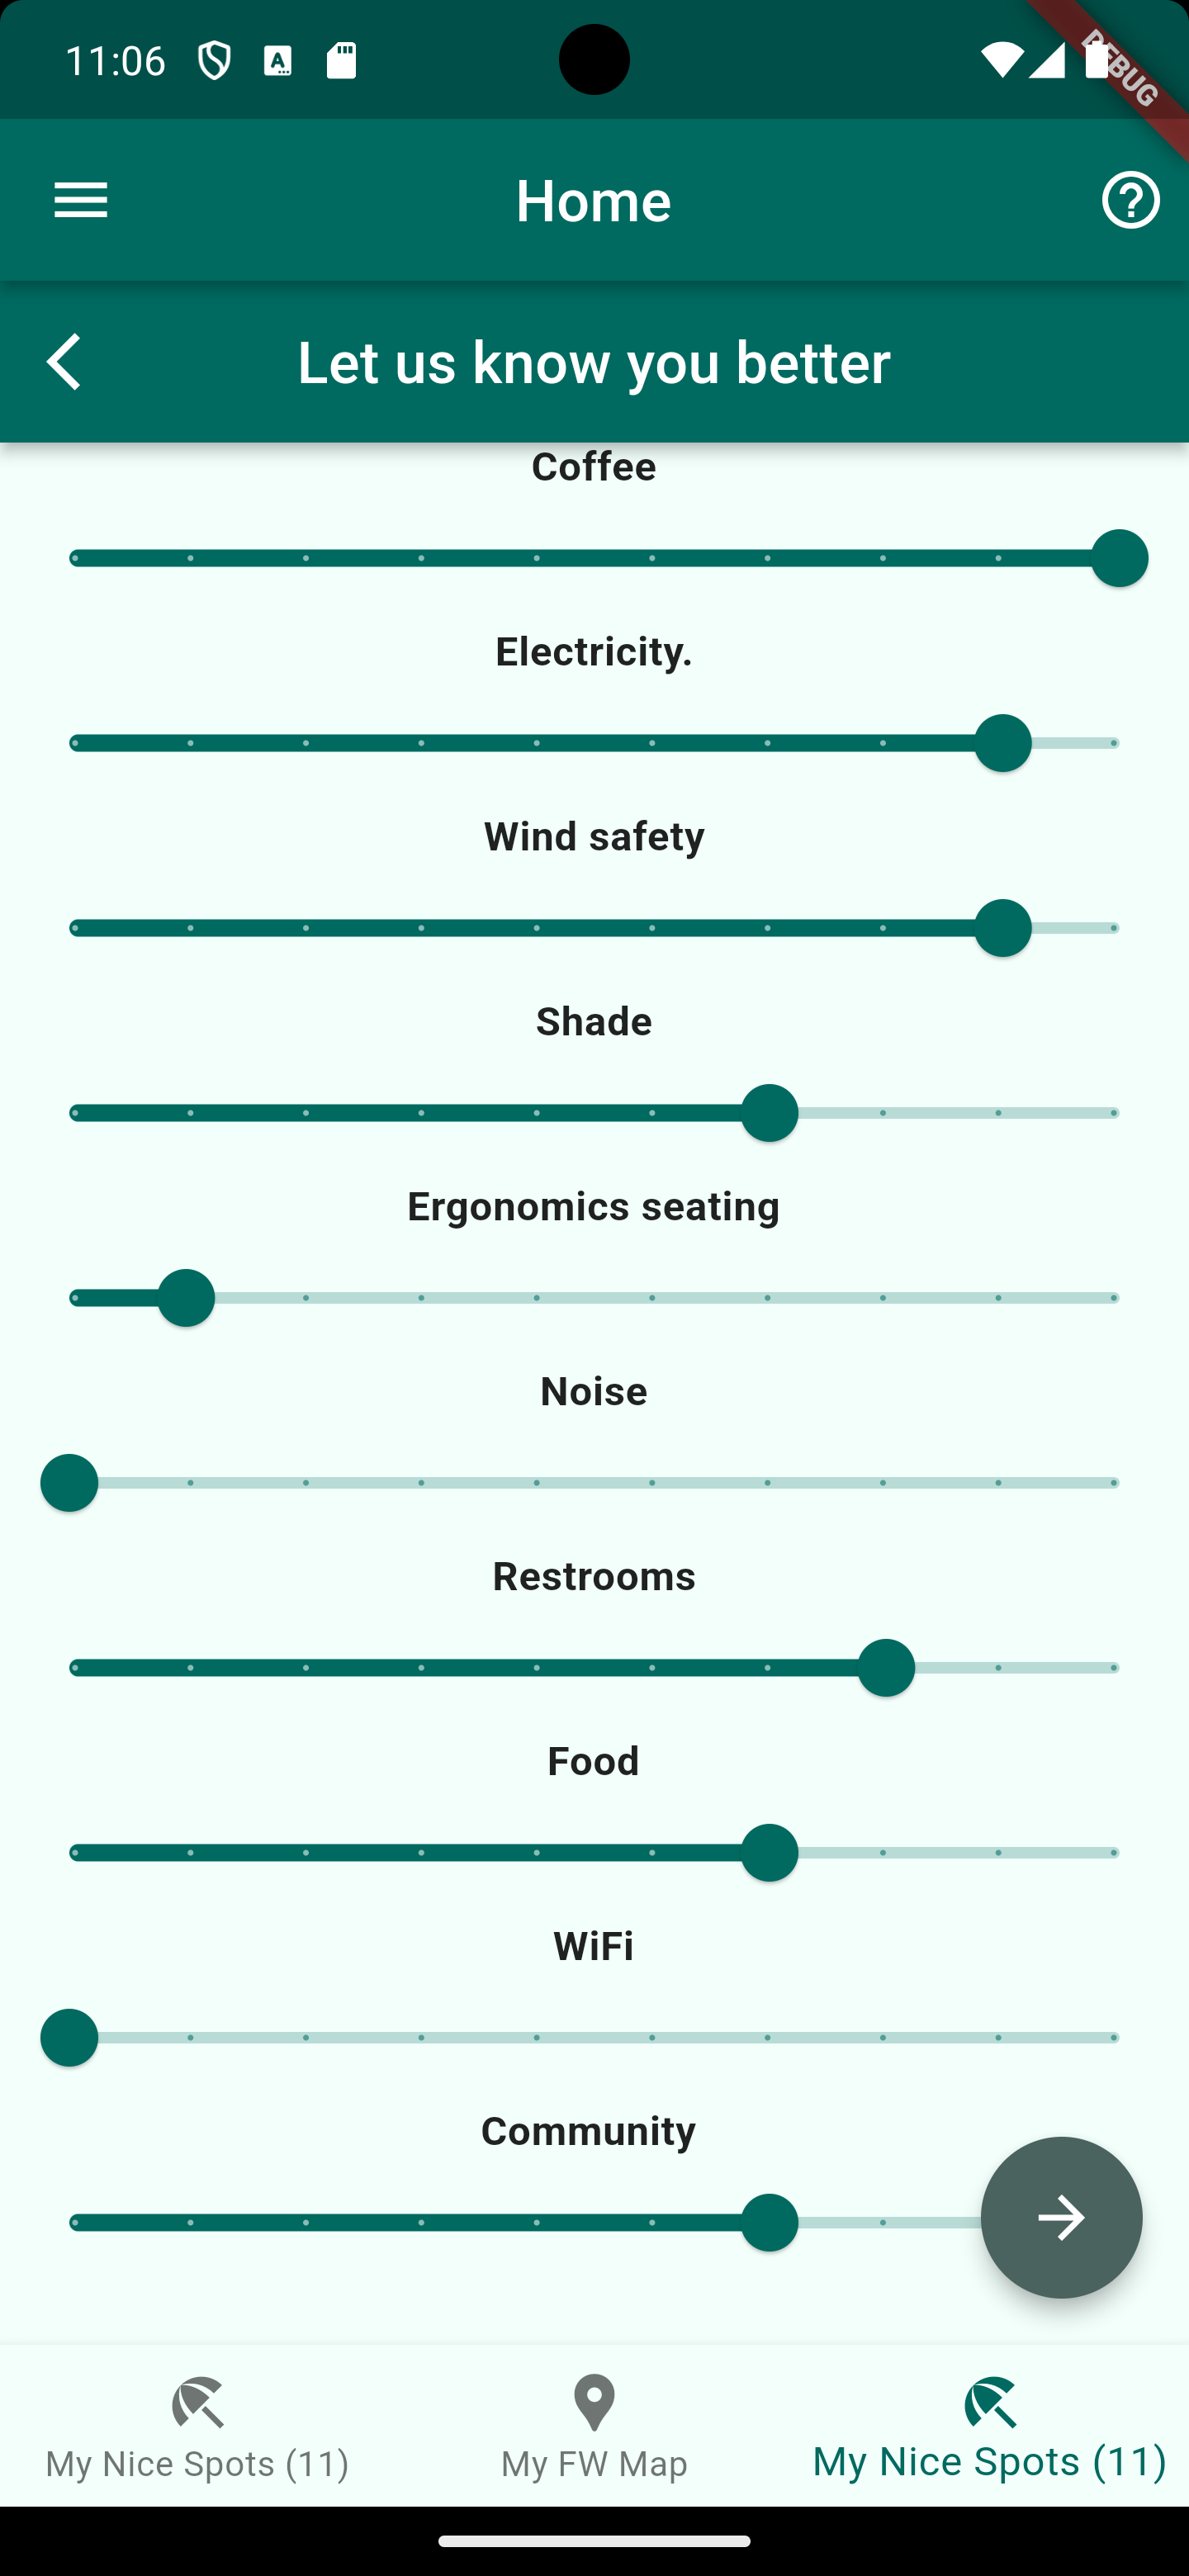 11:06
DEBUG
Home
Let us know you better
Coffee
Electricity.
Wind safety
Shade
Ergonomics seating
Noise
Restrooms
Food
WiFi
Community
My Nice Spots (11)
My FW Map
My Nice Spots (11)